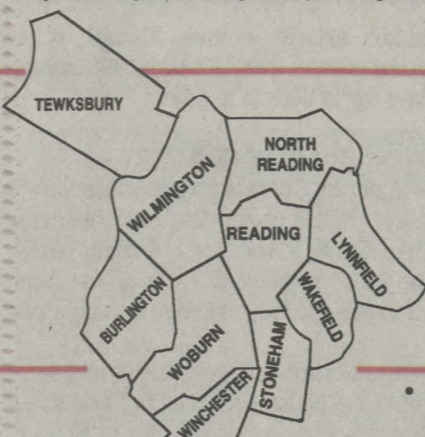 TEWKSBURY
NORTH
READING
WILMINGTON
READING
LYNNFIELD
BURLINGTON
WAKEFIELD
WOBURN
STONEHAM
WINCHESTER